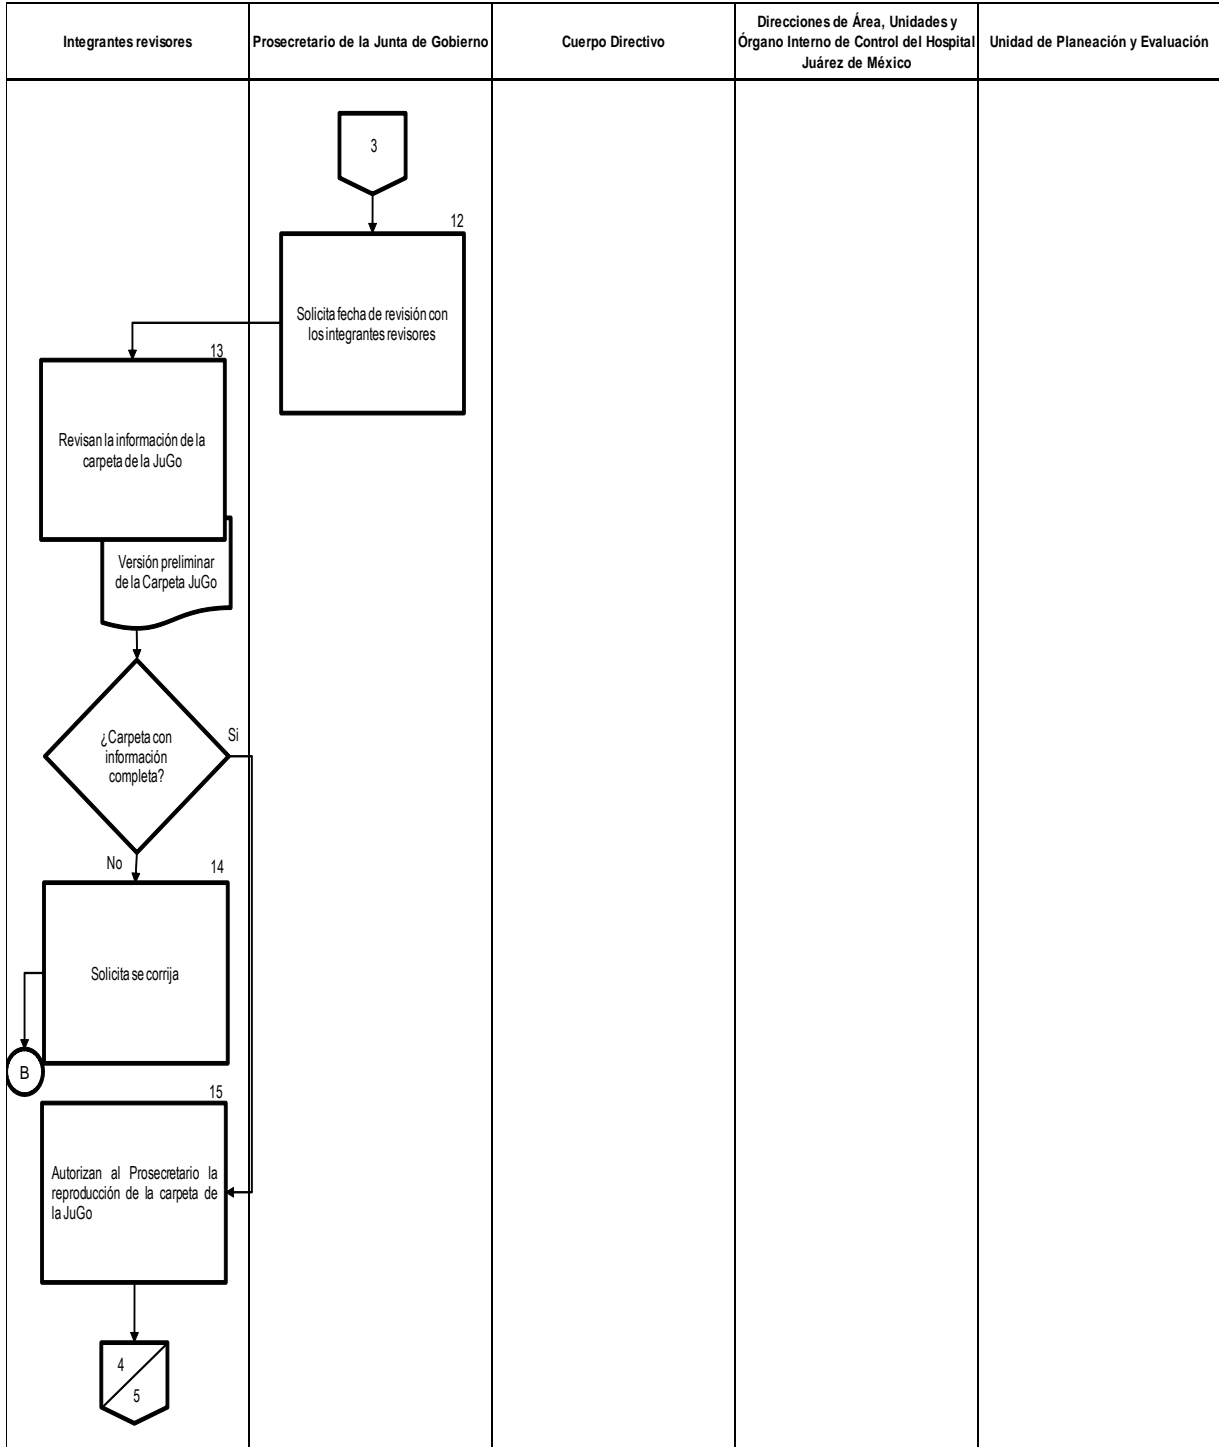 Integrantes revisores
Prosecretario de la Junta de Gobierno
Cuerpo Directivo
Direcciones de Área, Unidades y
Órgano Interno de Control del Hospital
Juárez de México
Unidad de Planeación y Evaluación
3
12
Solicita fecha de revisión con
los integrantes revisores
13
Revisan la información de la
carpeta de la JuGo
Versión preliminar
de la Carpeta JuGo
¿Carpeta con
información
completa?
Si
No
14
Solicita se corrija
B
15
Autorizan al Prosecretario la
reproducción de la carpeta de
la JuGo
4
5